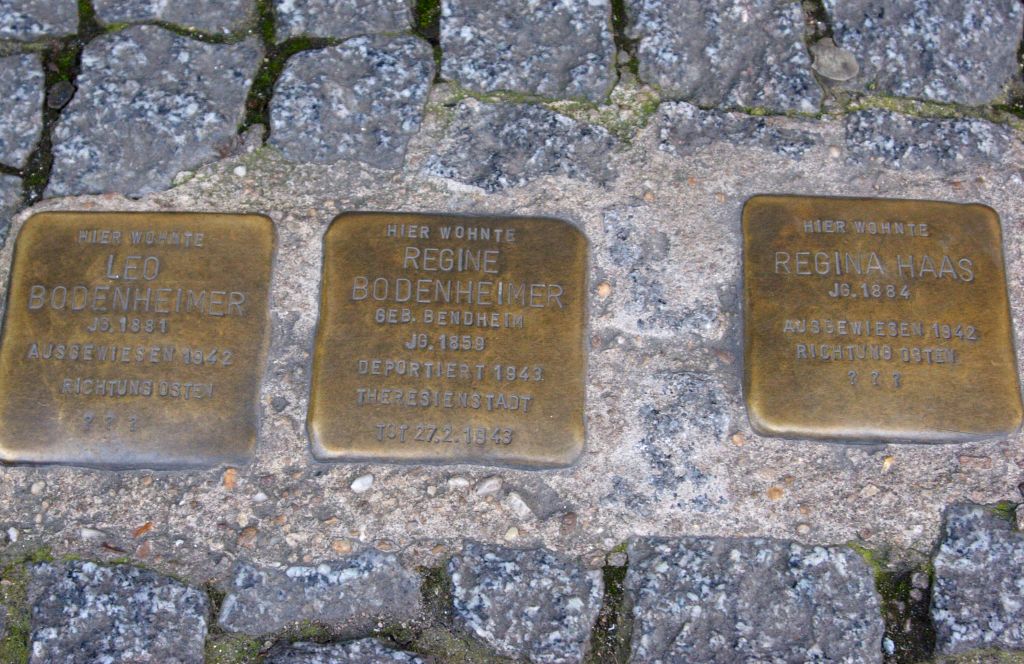 HIER WOHNTE
LEO
BODENHEIMER
JG. 1881
AUSGEWIESEN 1942
RICHTUNG OSTEN
? ? ?
HIER WOHNTE
REGINE
BODENHEIMER
GEB. BENDHEIM
JG. 1859
DEPORTIERT 1943
THERESIENSTADT
TOT 27.2.1943
HIER WOHNTE
REGINA HAAS
JG. 1884
AUSGEWIESEN 1942
RICHTUNG OSTEN
? ? ?